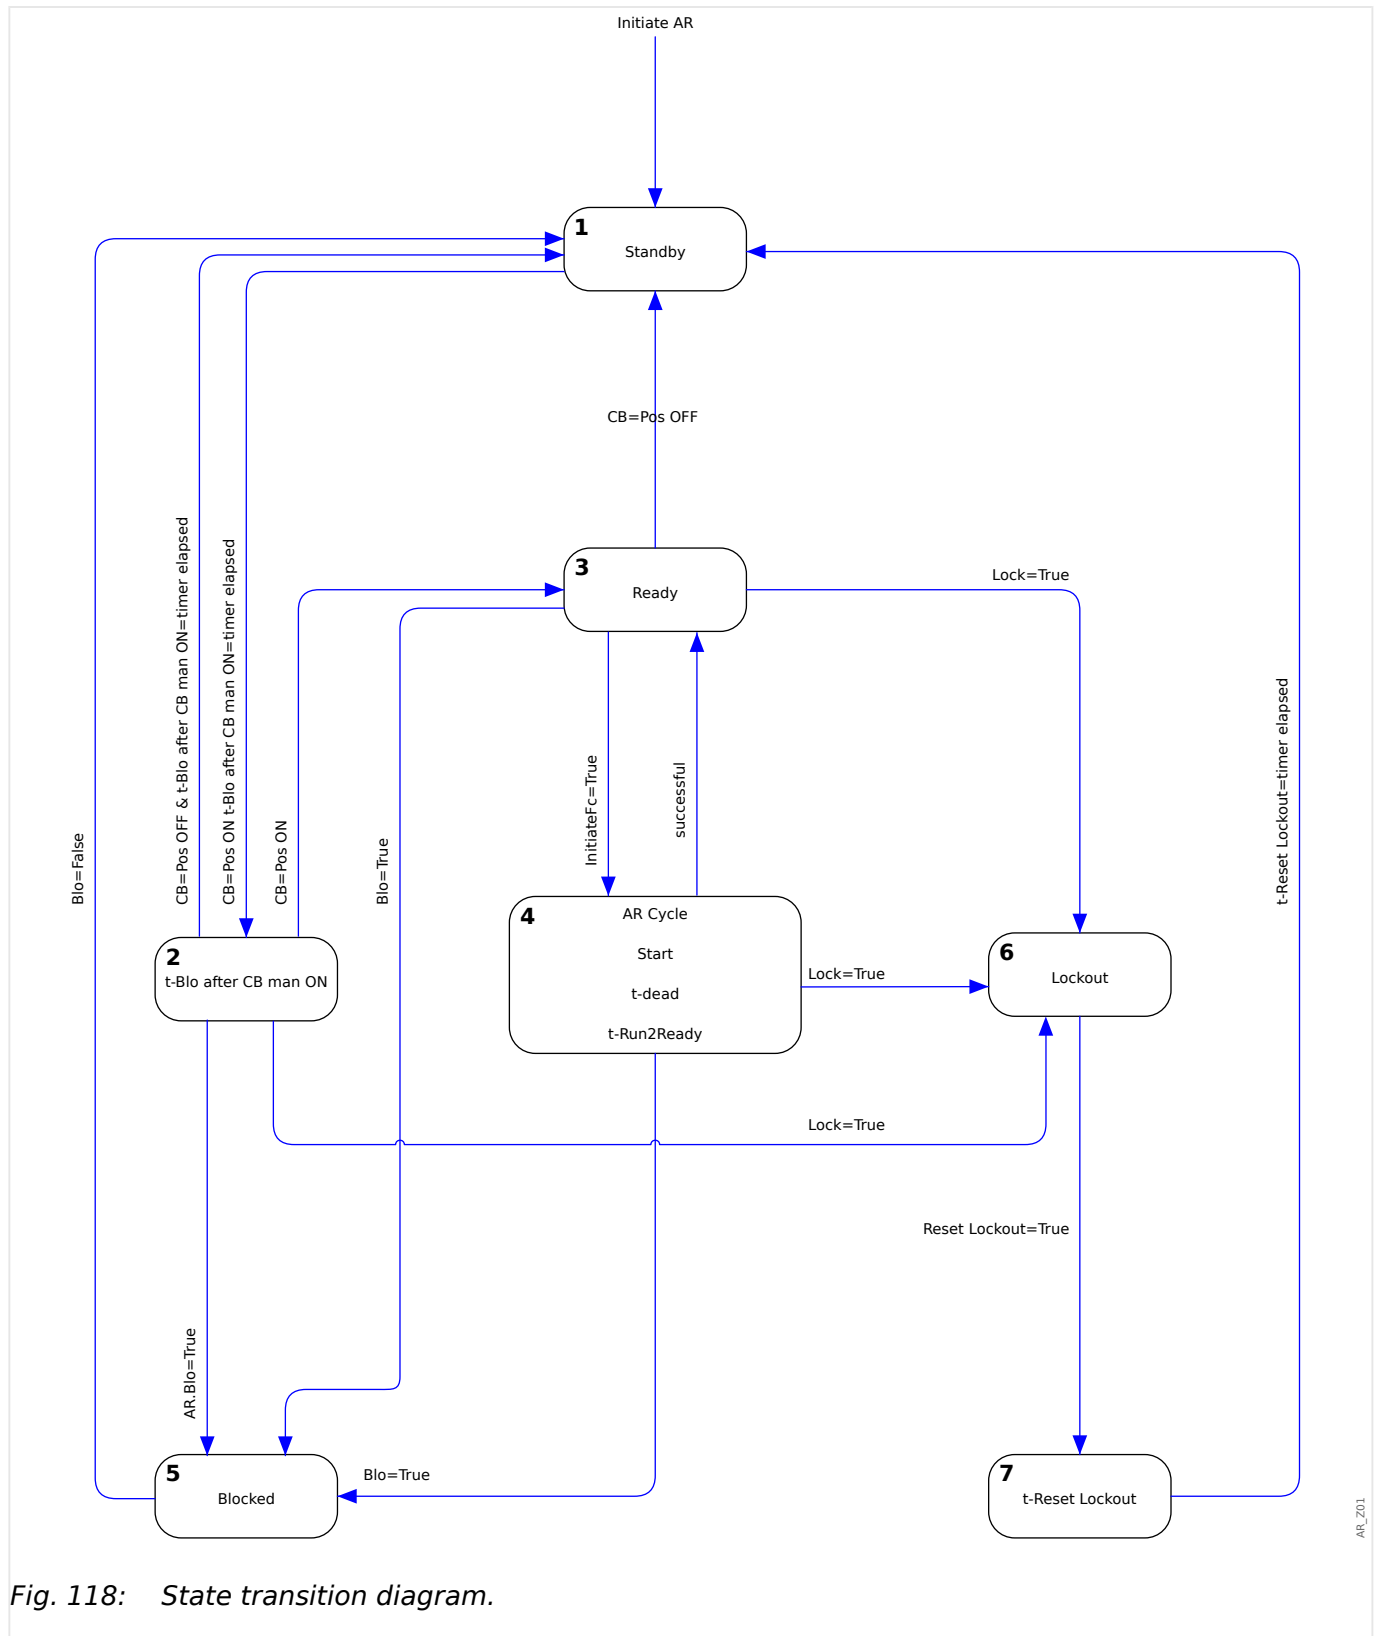 Initiate AR
1
Standby
CB=Pos OFF
3
Ready
Lock=True
Blo=False
CB=Pos OFF & t-Blo after CB man ON=timer elapsed
CB=Pos ON t-Blo after CB man ON=timer elapsed
CB=Pos ON
Blo=True
InitiateFc=True
successful
t-Reset Lockout=timer elapsed
2
t-Blo after CB man ON
4
AR Cycle
Start
t-dead
t-Run2Ready
Lock=True
6
Lockout
Lock=True
Reset Lockout=True
AR.Blo=True
5
Blocked
Blo=True
7
t-Reset Lockout
AR_Z01
Fig. 118: State transition diagram.